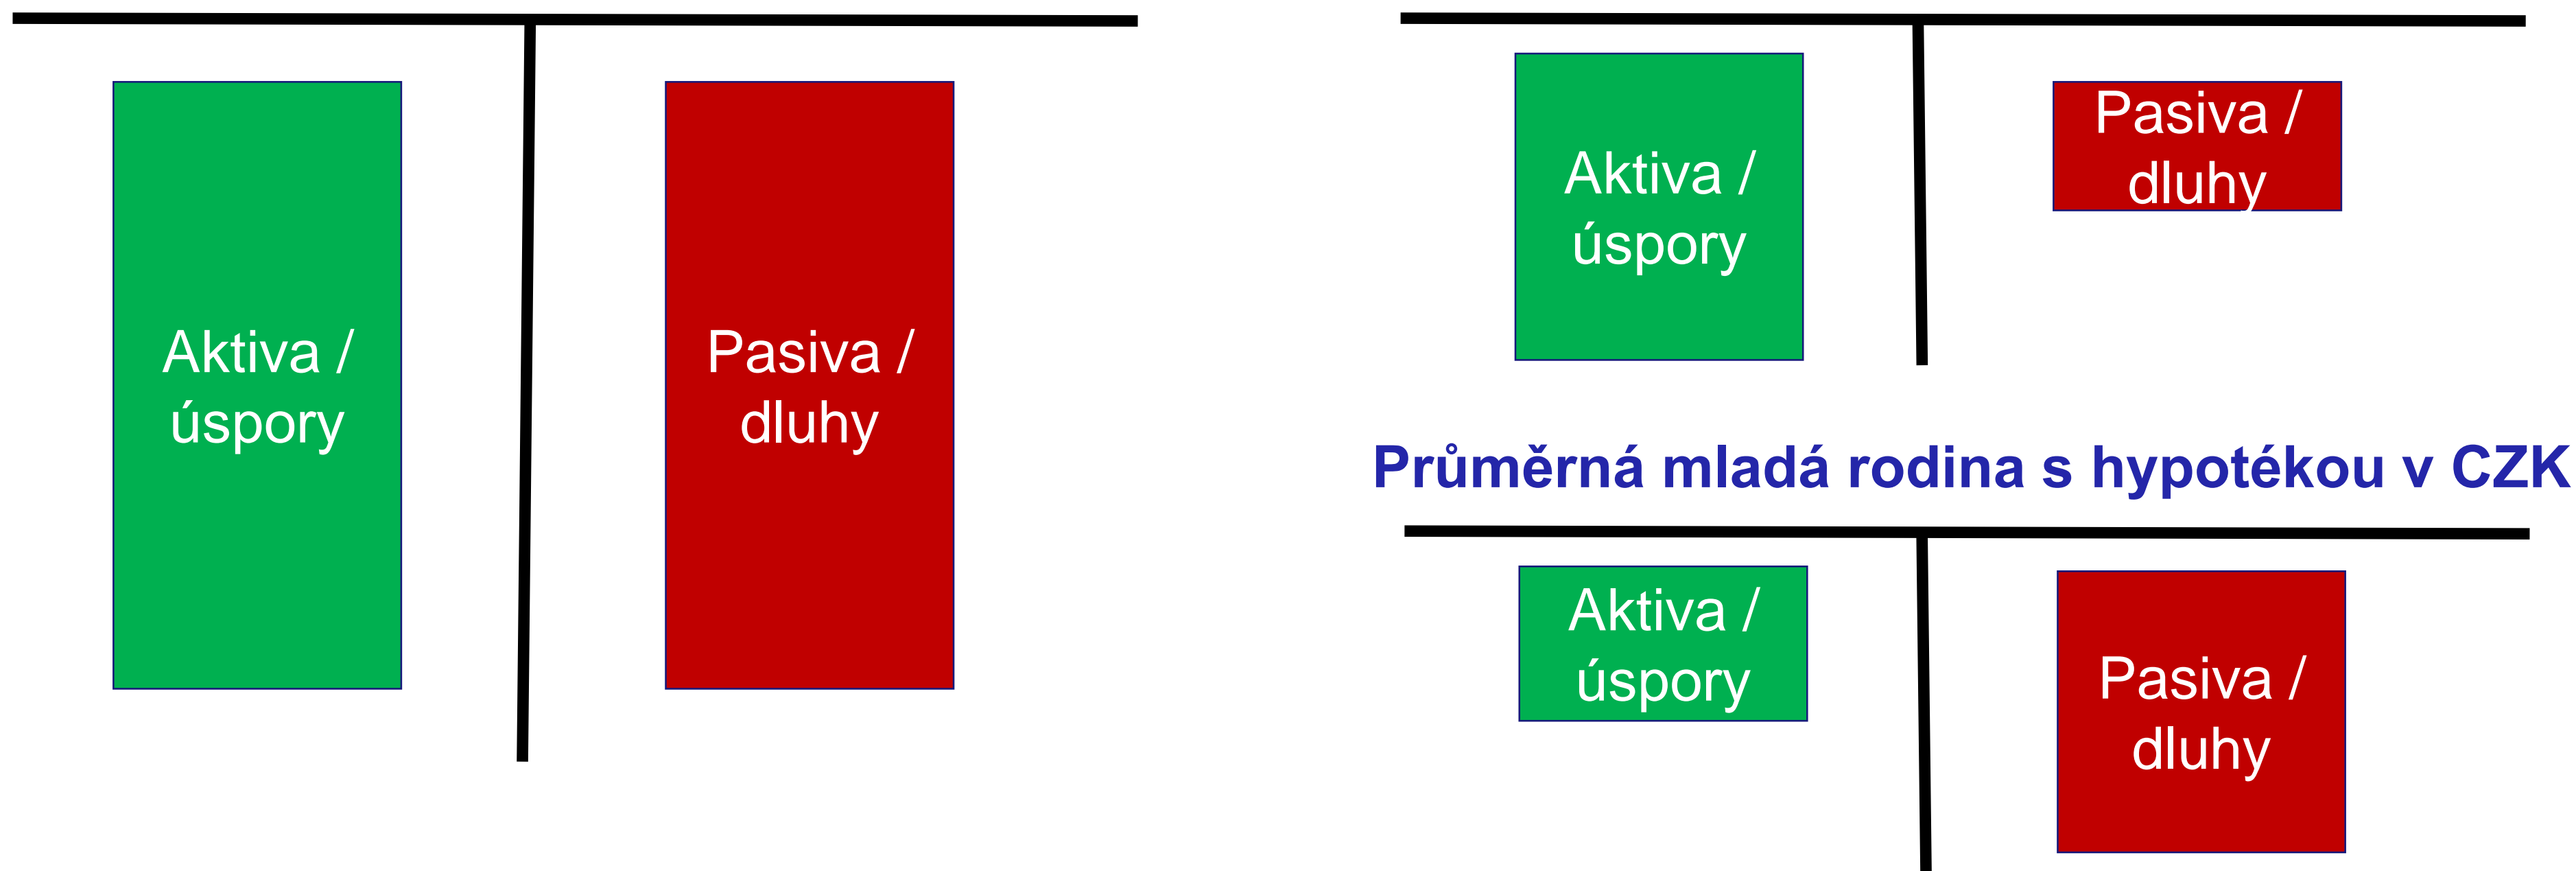 Aktiva /
úspory
Pasiva /
dluhy
Aktiva /
úspory
Pasiva /
dluhy
Průměrná mladá rodina s hypotékou v CZK
Aktiva /
úspory
Pasiva /
dluhy